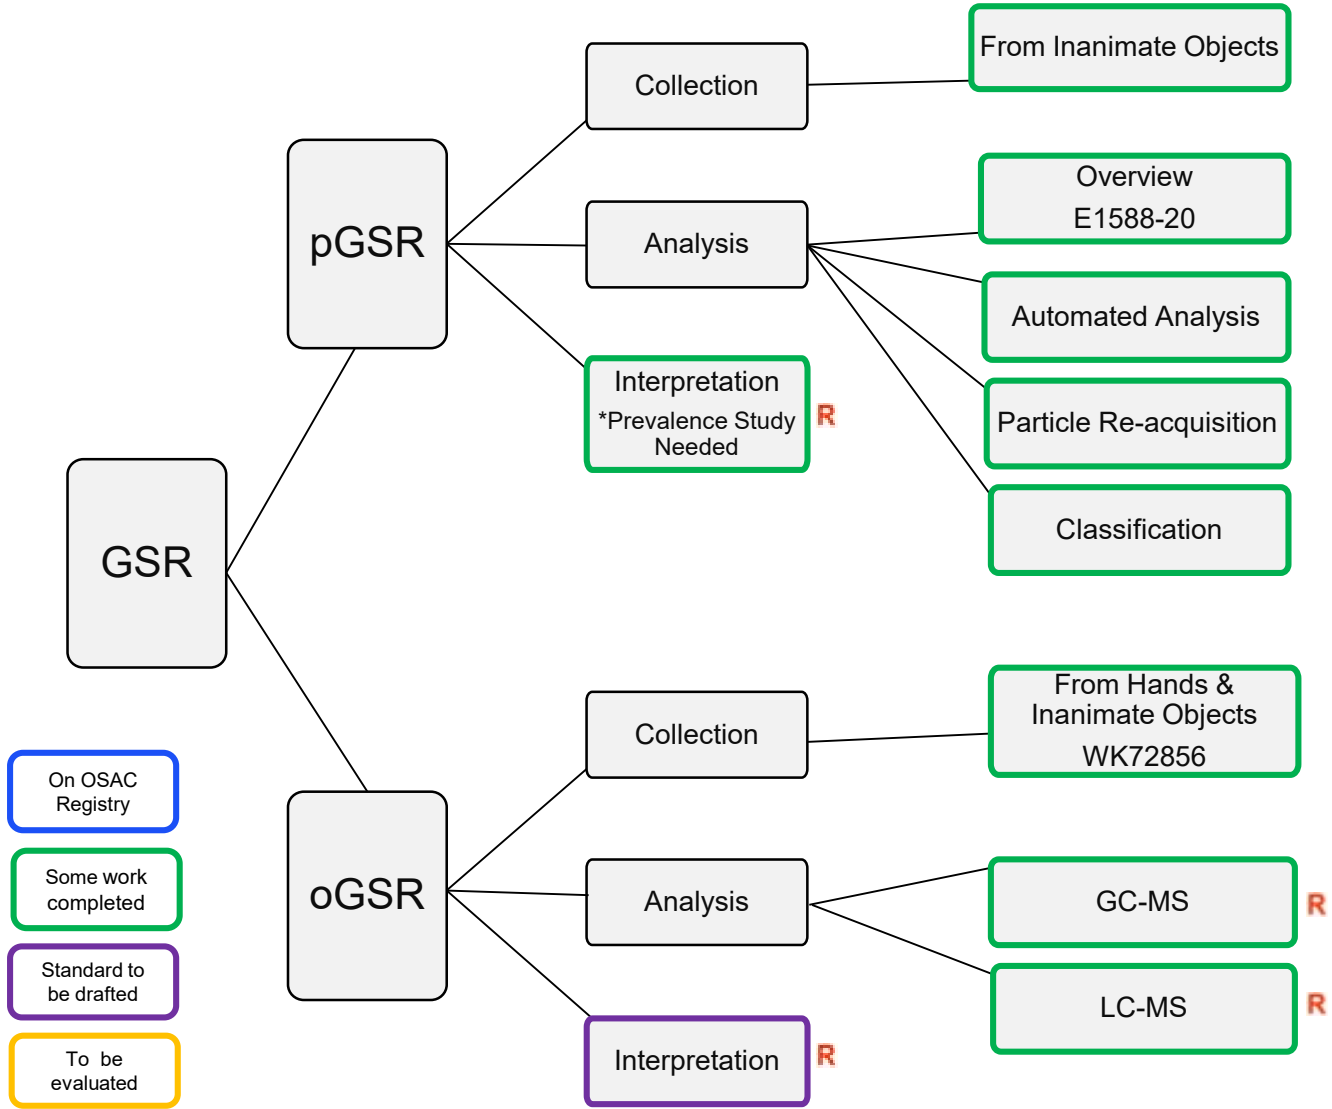 From Inanimate Objects
Collection
Overview
E1588-20
pGSR
Analysis
Automated Analysis
Interpretation
*Prevalence Study
Needed
R
Particle Re-acquisition
Classification
GSR
From Hands &
Inanimate Objects
WK72856
Collection
On OSAC
Registry
Some work
completed
oGSR
Analysis
GC-MS
R
Standard to
be drafted
LC-MS
R
Interpretation
R
To be
evaluated